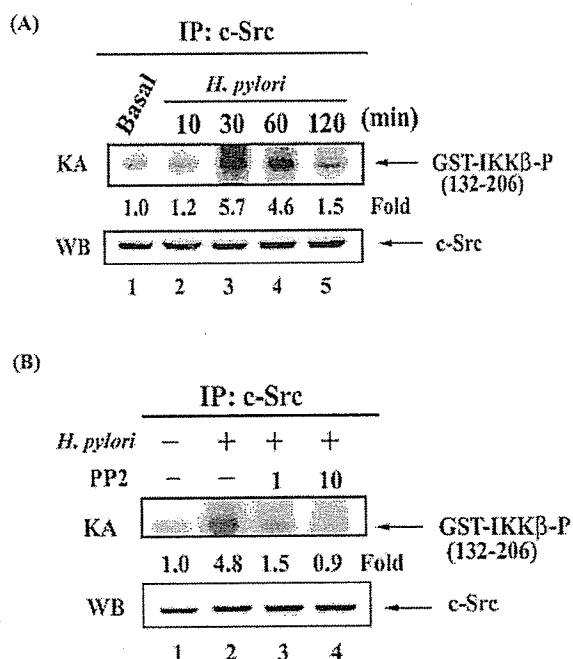 (A)
IP: c-Src
Basal
H. pylori
10 30 60 120 (min)
KA
GST-IKKβ-P
(132-206)
1.0 1.2 5.7 4.6 1.5 Fold
WB
c-Src
1 2 3 4 5
(B)
IP: c-Src
H. pylori − + + +
PP2 − − 1 10
KA
GST-IKKβ-P
(132-206)
1.0 4.8 1.5 0.9 Fold
WB
c-Src
1 2 3 4